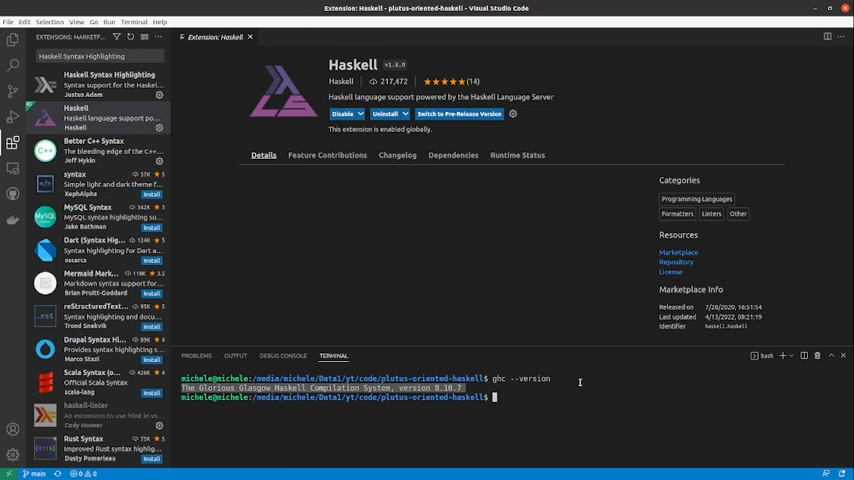 Extension: Haskell - plutus-oriented-haskell - Visual Studio Code
File Edit Selection View Go Run Terminal Help
EXTENSIONS: MARKETP...
Extension: Haskell
Haskell Syntax Highlighting
Haskell Syntax Highlighting
Syntax support for the Haskel...
Justus Adam
Haskell
Haskell language support po...
Haskell
Better C++ Syntax
The bleeding edge of the C++...
Jeff Hykin
syntax 37K 5
Simple light and dark theme f...
XephAlpha Install
MySQL Syntax 342K 3
MySQL syntax highlighting su...
Jake Bathman Install
Dart (Syntax Hig... 124K 5
Dart syntax highlighting for D...
oscarcs Install
Mermaid Mark... 118K 3.5
Markdown syntax support for...
Brian Pruitt-Goddard Install
reStructuredText... 95K 5
Syntax highlighting and docu...
Trond Snekvik Install
Drupal Syntax Hi... 95K 5
Provides syntax highlighting s...
Marc Stazi Install
Scala Syntax (o... 5
Official Scala Syntax
scala-lang Install
haskell-linter
An extension to use hlint in vs...
Cody Hoover
Rust Syntax 75K 5
Improved Rust syntax highlig...
Dusty Pomerleau Install
Haskell v1.8.0
Haskell 217,472 (14)
Haskell language support powered by the Haskell Language Server
Disable Uninstall Switch to Pre-Release Version
This extension is enabled globally.
Details Feature Contributions Changelog Dependencies Runtime Status
Categories
Programming Languages
Formatters Linters Other
Resources
Marketplace
Repository
License
Marketplace Info
Released on 7/28/2020, 16:51:54
Last updated 4/13/2022, 09:21:19
Identifier haskell.haskell
PROBLEMS OUTPUT DEBUG CONSOLE TERMINAL bash
michele@michele:/media/michele/Data1/yt/code/plutus-oriented-haskell$ ghc --version
The Glorious Glasgow Haskell Compilation System, version 8.10.7
michele@michele:/media/michele/Data1/yt/code/plutus-oriented-haskell$
main 0 0